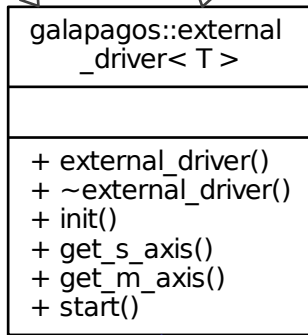 galapagos::external
_driver< T >
+ external_driver()
+ ~external_driver()
+ init()
+ get_s_axis()
+ get_m_axis()
+ start()